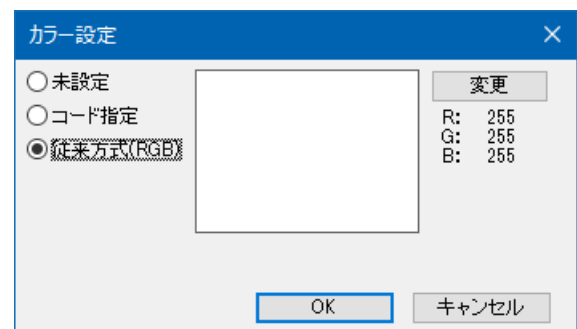 カラー設定
未設定
コード指定
従来方式(RGB)
変更
R: 255
G: 255
B: 255
OK
キャンセル